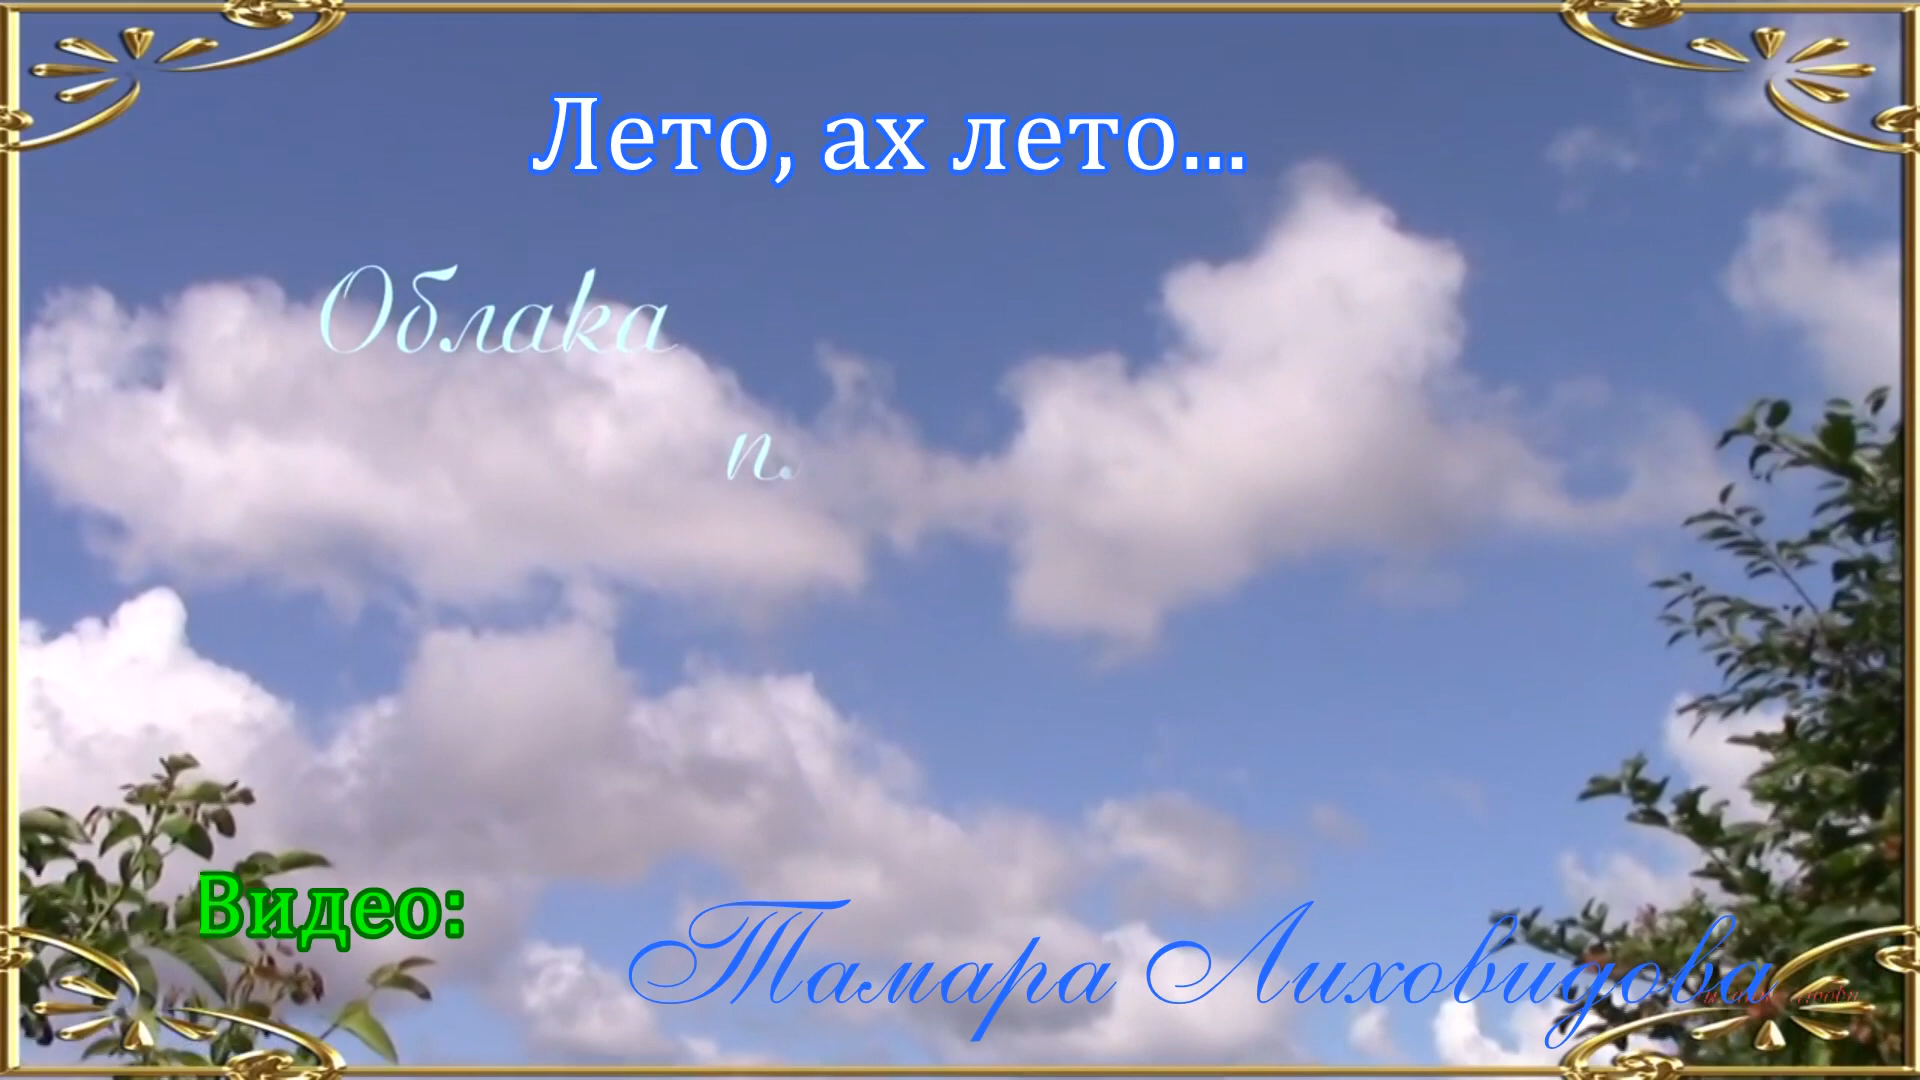 Лето, ах лето...
Облака
п.
Видео:
Тамара Лиховидова